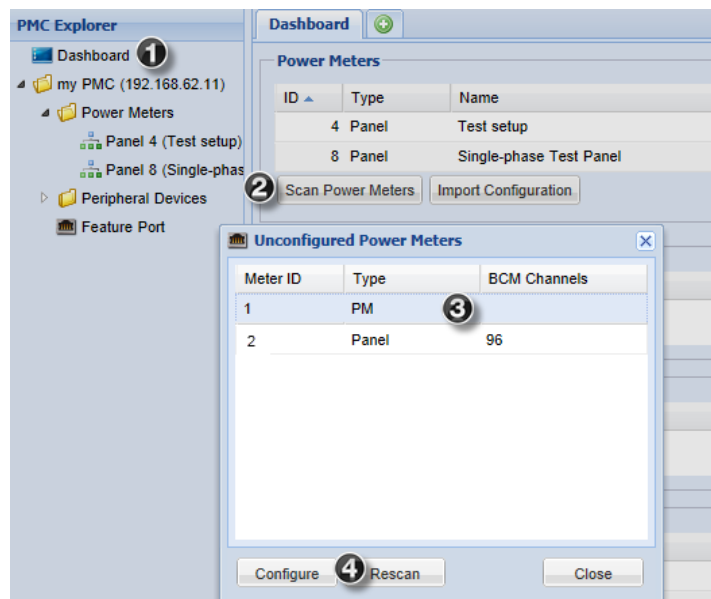 PMC Explorer
Dashboard 1
my PMC (192.168.62.11)
Power Meters
Panel 4 (Test setup)
Panel 8 (Single-phas
Peripheral Devices
Feature Port
Dashboard
Power Meters
ID Type Name
4 Panel Test setup
8 Panel Single-phase Test Panel
2 Scan Power Meters Import Configuration
Unconfigured Power Meters
Meter ID Type BCM Channels
1 PM 3
2 Panel 96
Configure 4 Rescan Close